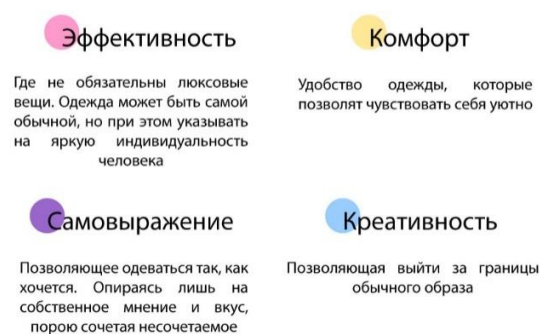 Эффективность
Где не обязательны люксовые
вещи. Одежда может быть самой
обычной, но при этом указывать
на яркую индивидуальность
человека
Комфорт
Удобство одежды, которые
позволят чувствовать себя уютно
Самовыражение
Позволяющее одеваться так, как
хочется. Опираясь лишь на
собственное мнение и вкус,
порою сочетая несочетаемое
Креативность
Позволяющая выйти за границы
обычного образа